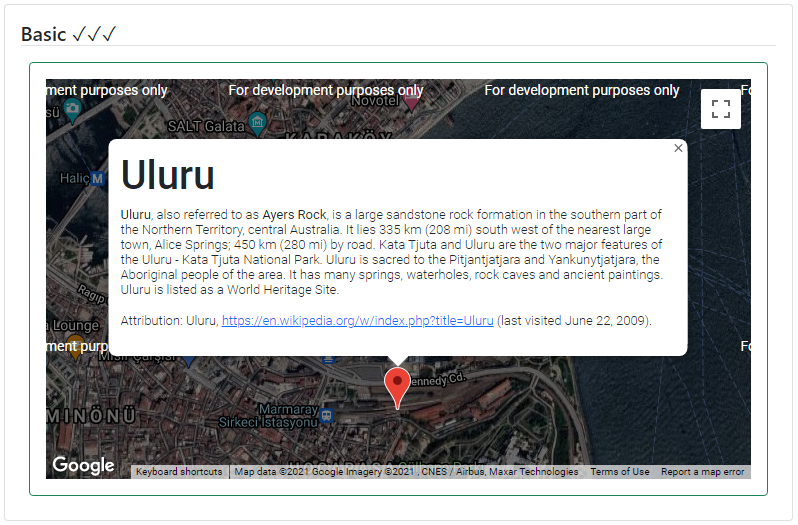 Basic ✓✓✓
ment purposes only For development purposes only For development purposes only Fo
Novotel
SALT Galata
KARAKÖY
Haliç M
Uluru
Uluru, also referred to as Ayers Rock, is a large sandstone rock formation in the southern part of
the Northern Territory, central Australia. It lies 335 km (208 mi) south west of the nearest large
town, Alice Springs; 450 km (280 mi) by road. Kata Tjuta and Uluru are the two major features of
the Uluru - Kata Tjuta National Park. Uluru is sacred to the Pitjantjatjara and Yankunytjatjara, the
Aboriginal people of the area. It has many springs, waterholes, rock caves and ancient paintings.
Uluru is listed as a World Heritage Site.
Attribution: Uluru, https://en.wikipedia.org/w/index.php?title=Uluru (last visited June 22, 2009).
Ragıp
Lounge
ment purp Fo
Mısır Çarşısı
ennedy Cd.
MİNÖNÜ
Marmaray
Sirkeci İstasyonu
Google
Keyboard shortcuts Map data ©2021 Google Imagery ©2021 , CNES / Airbus, Maxar Technologies Terms of Use Report a map error